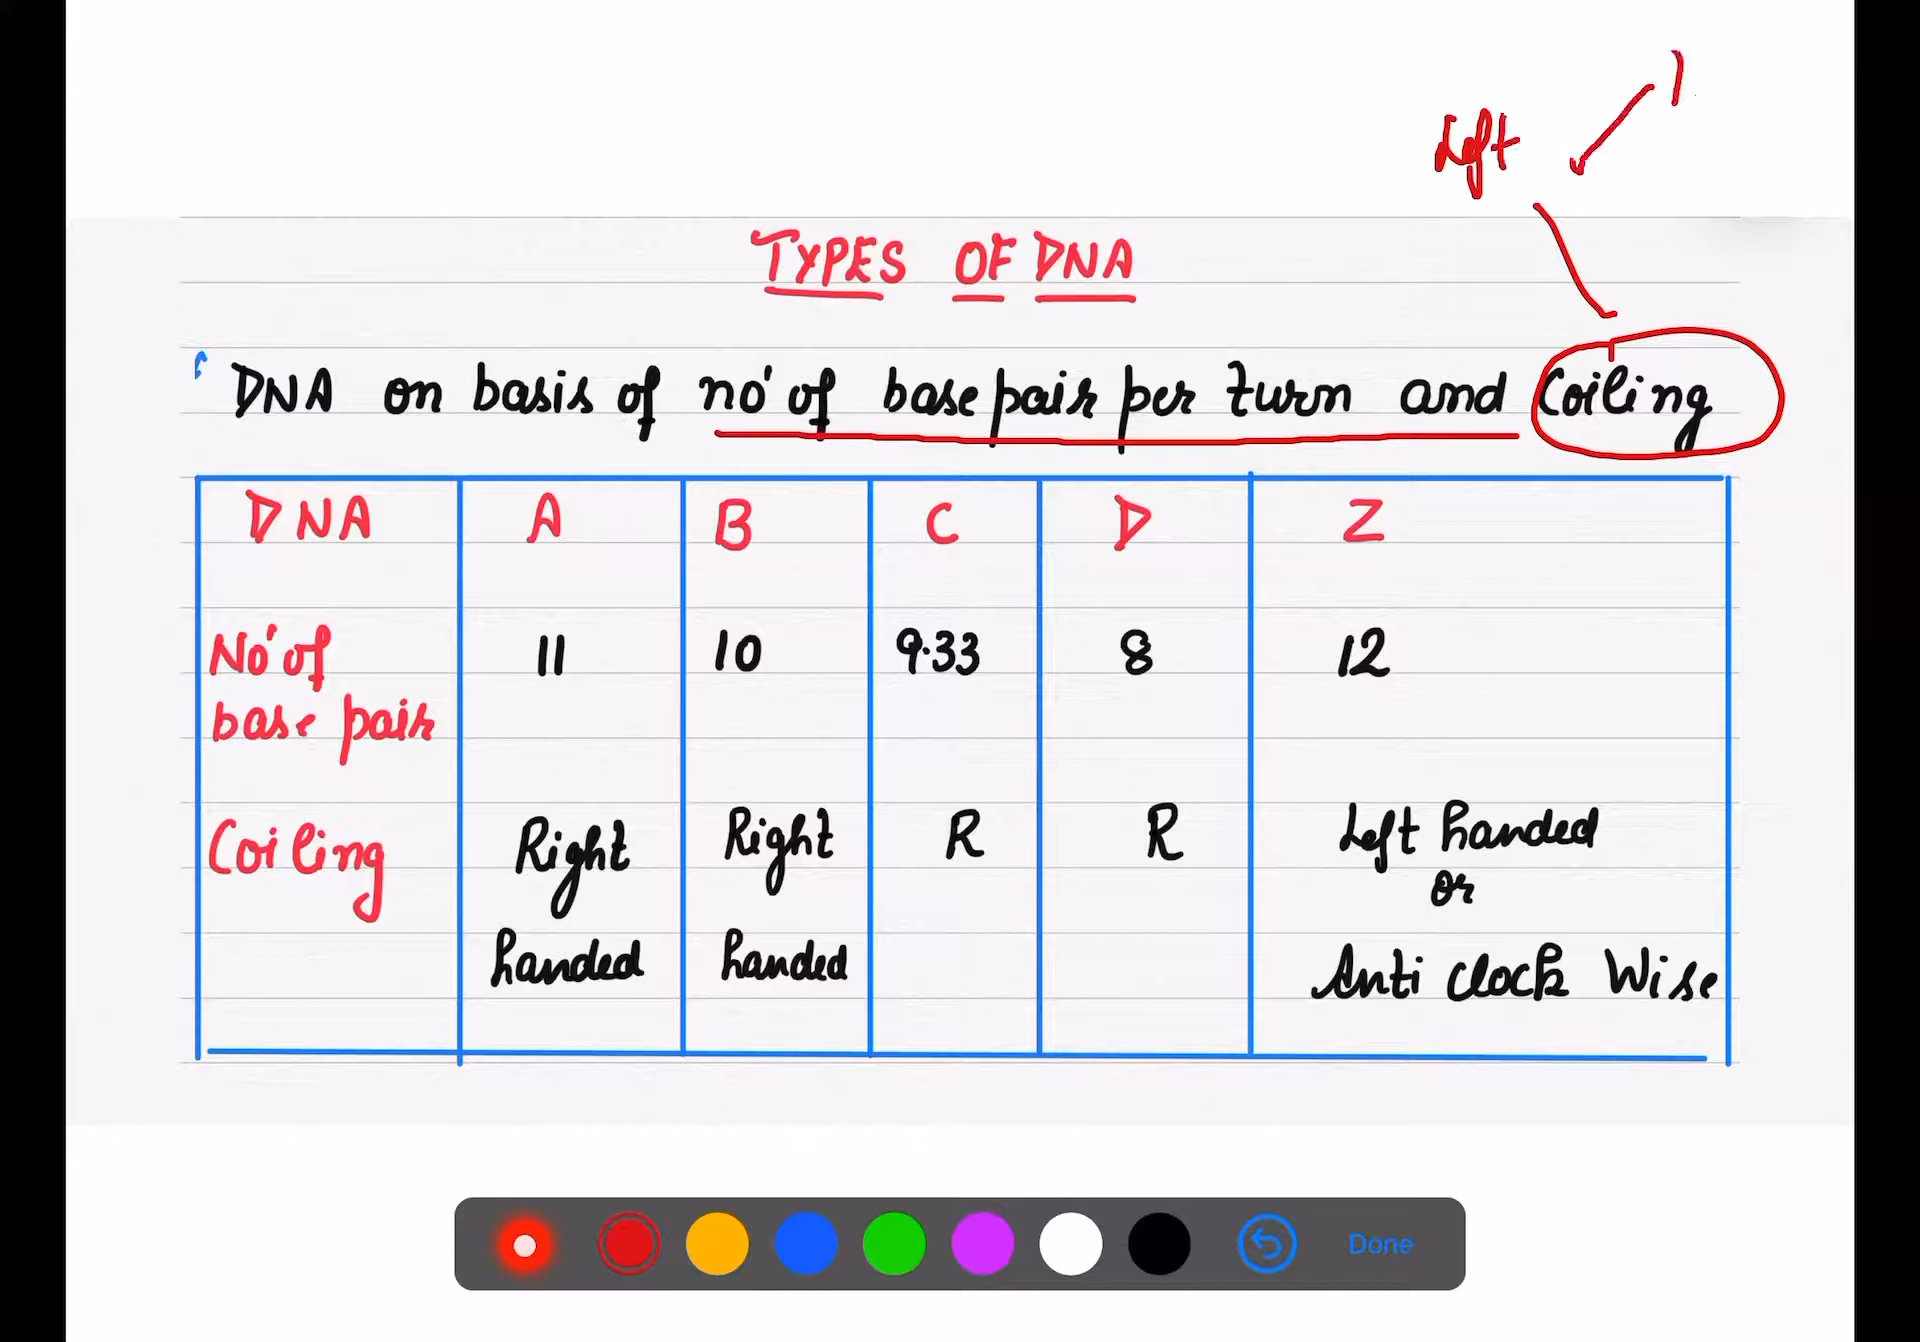 Left
TYPES OF DNA
DNA on basis of no' of base pair per turn and Coiling
DNA A B C D Z
No' of base pair 11 10 9.33 8 12
Coiling Right handed Right handed R R Left handed or Anti clock Wise
Done